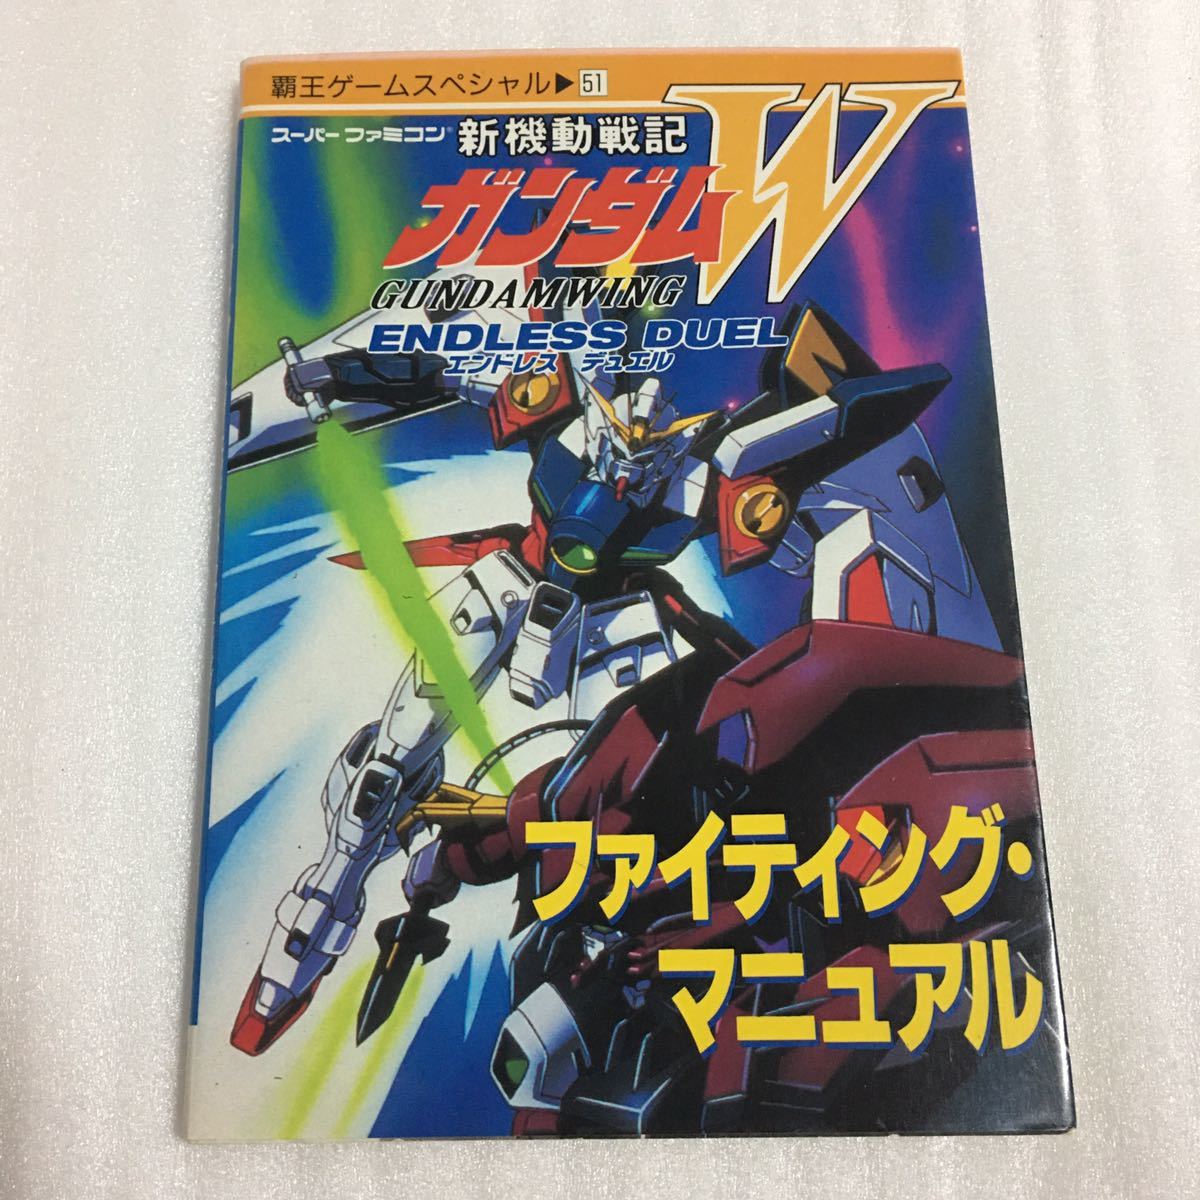 覇王ゲームスペシャル▶51
スーパーファミコン® 新機動戦記
ガンダムW
GUNDAMWING
ENDLESS DUEL
エンドレス デュエル
ファイティング・
マニュアル